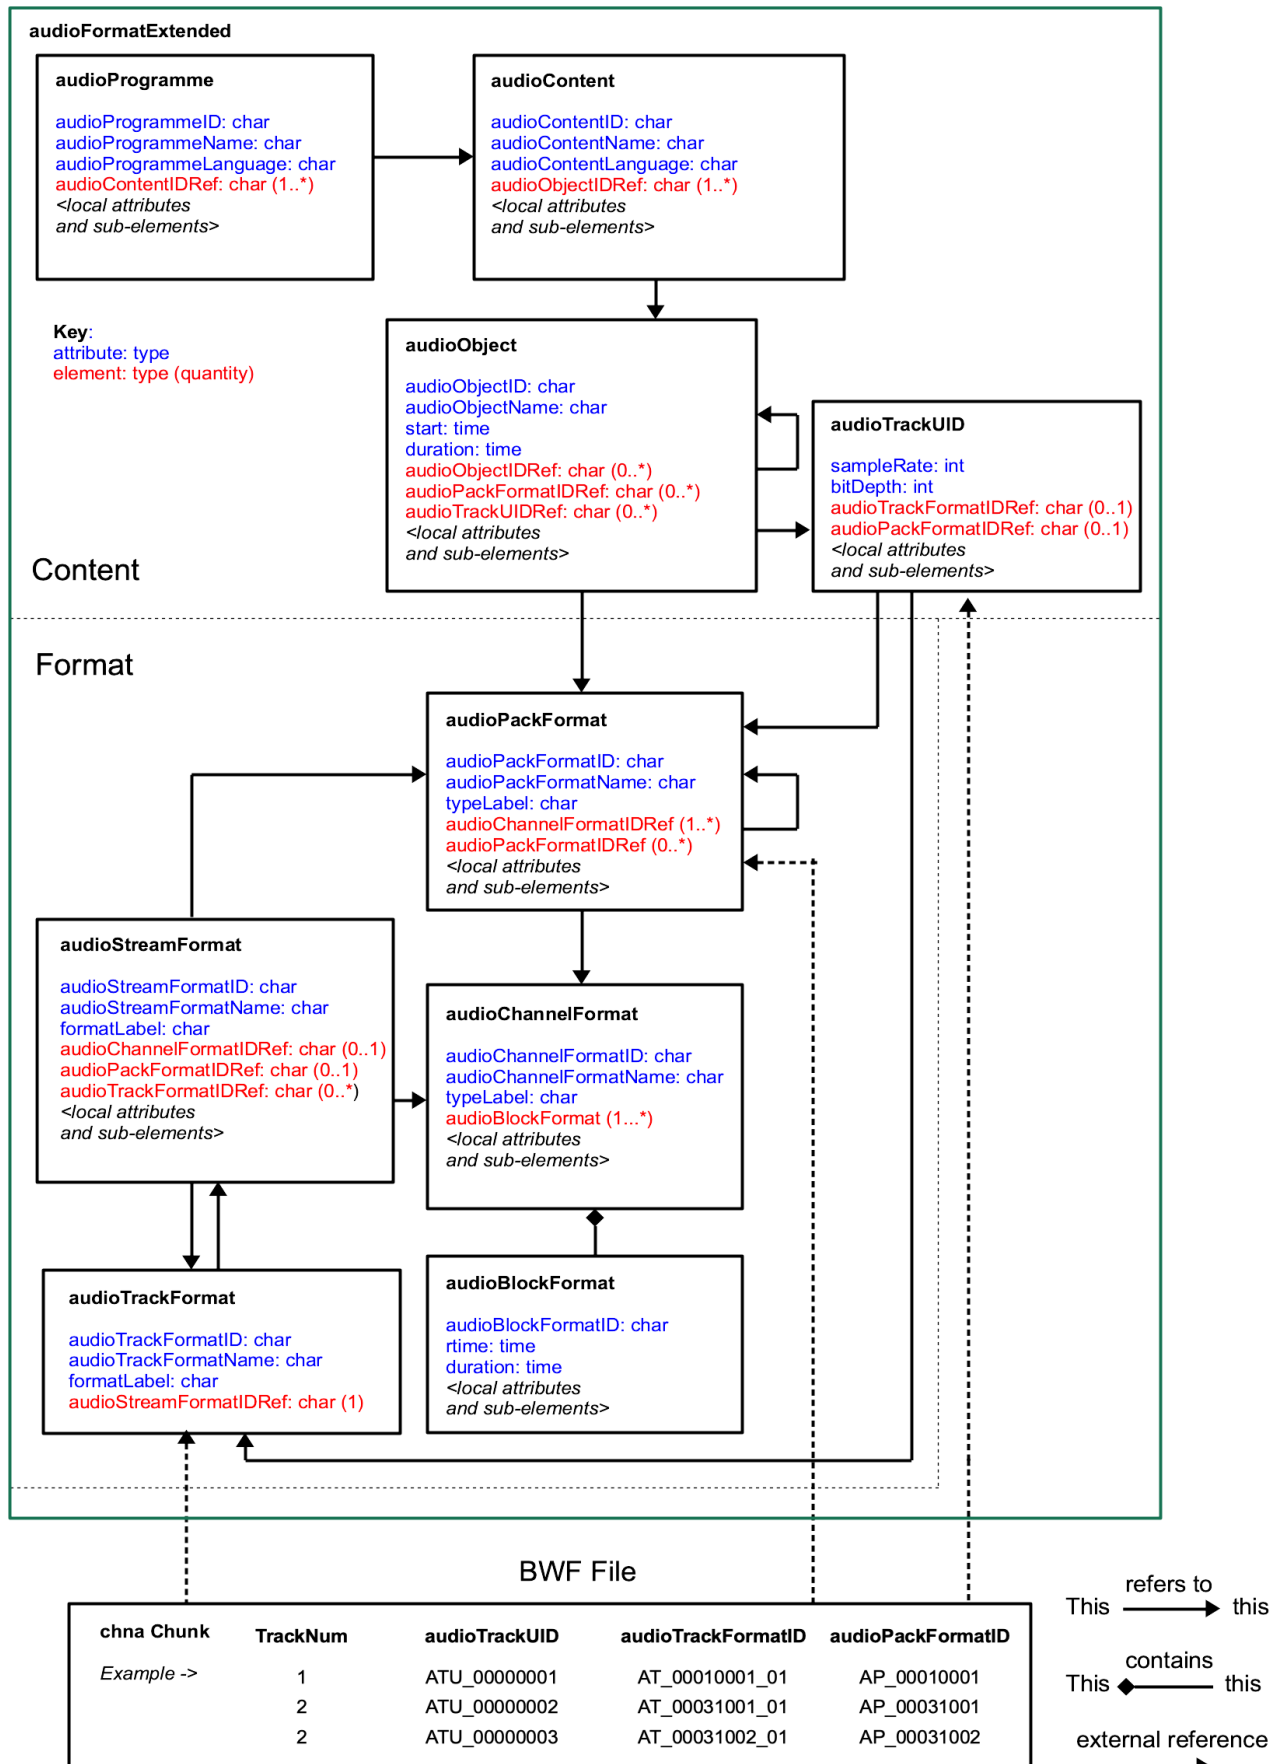 audioFormatExtended
audioProgramme
audioProgrammeID: char
audioProgrammeName: char
audioProgrammeLanguage: char
audioContentIDRef: char (1..*)
<local attributes
and sub-elements>
audioContent
audioContentID: char
audioContentName: char
audioContentLanguage: char
audioObjectIDRef: char (1..*)
<local attributes
and sub-elements>
Key:
attribute: type
element: type (quantity)
audioObject
audioObjectID: char
audioObjectName: char
start: time
duration: time
audioObjectIDRef: char (0..*)
audioPackFormatIDRef: char (0..*)
audioTrackUIDRef: char (0..*)
<local attributes
and sub-elements>
audioTrackUID
sampleRate: int
bitDepth: int
audioTrackFormatIDRef: char (0..1)
audioPackFormatIDRef: char (0..1)
<local attributes
and sub-elements>
Content
Format
audioPackFormat
audioPackFormatID: char
audioPackFormatName: char
typeLabel: char
audioChannelFormatIDRef (1..*)
audioPackFormatIDRef (0..*)
<local attributes
and sub-elements>
audioStreamFormat
audioStreamFormatID: char
audioStreamFormatName: char
formatLabel: char
audioChannelFormatIDRef: char (0..1)
audioPackFormatIDRef: char (0..1)
audioTrackFormatIDRef: char (0..*)
<local attributes
and sub-elements>
audioChannelFormat
audioChannelFormatID: char
audioChannelFormatName: char
typeLabel: char
audioBlockFormat (1...*)
<local attributes
and sub-elements>
audioTrackFormat
audioTrackFormatID: char
audioTrackFormatName: char
formatLabel: char
audioStreamFormatIDRef: char (1)
audioBlockFormat
audioBlockFormatID: char
rtime: time
duration: time
<local attributes
and sub-elements>
BWF File
chna Chunk TrackNum audioTrackUID audioTrackFormatID audioPackFormatID
Example -> 1 ATU_00000001 AT_00010001_01 AP_00010001
2 ATU_00000002 AT_00031001_01 AP_00031001
2 ATU_00000003 AT_00031002_01 AP_00031002
refers to
This this
contains
This this
external reference